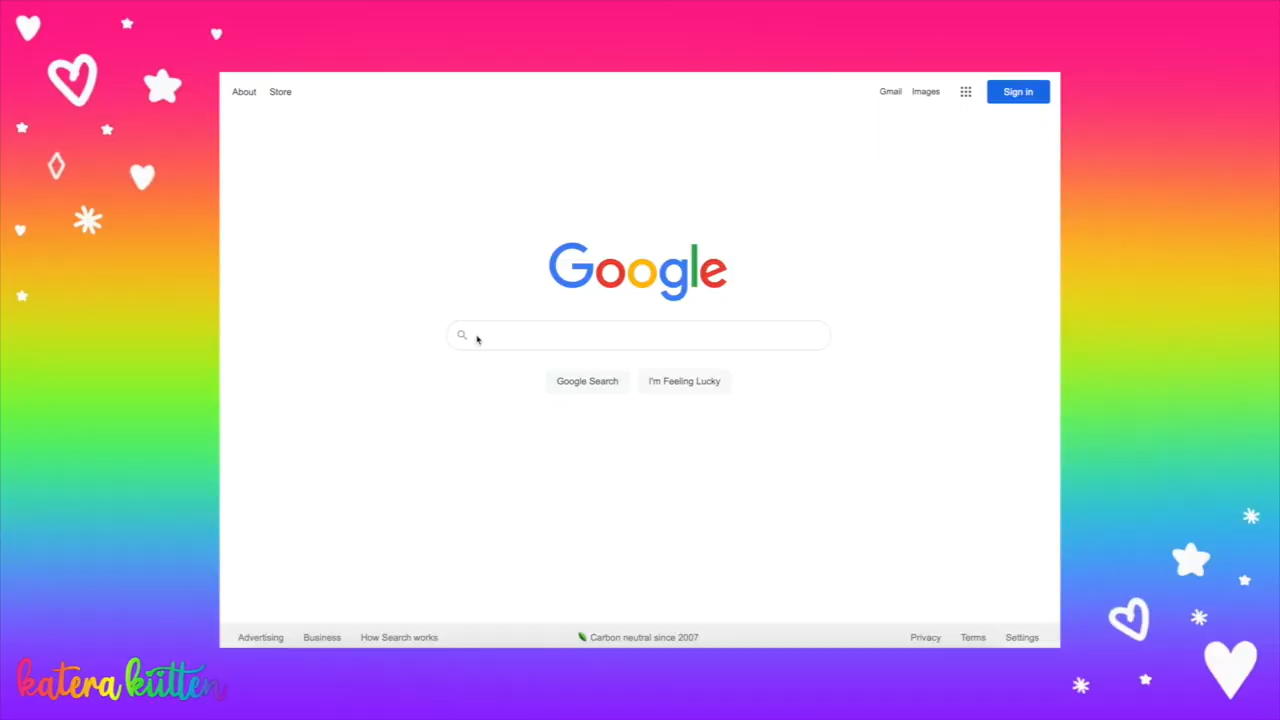 About Store Gmail Images Sign in
Google
Google Search I'm Feeling Lucky
Advertising Business How Search works Carbon neutral since 2007 Privacy Terms Settings
katera kütten